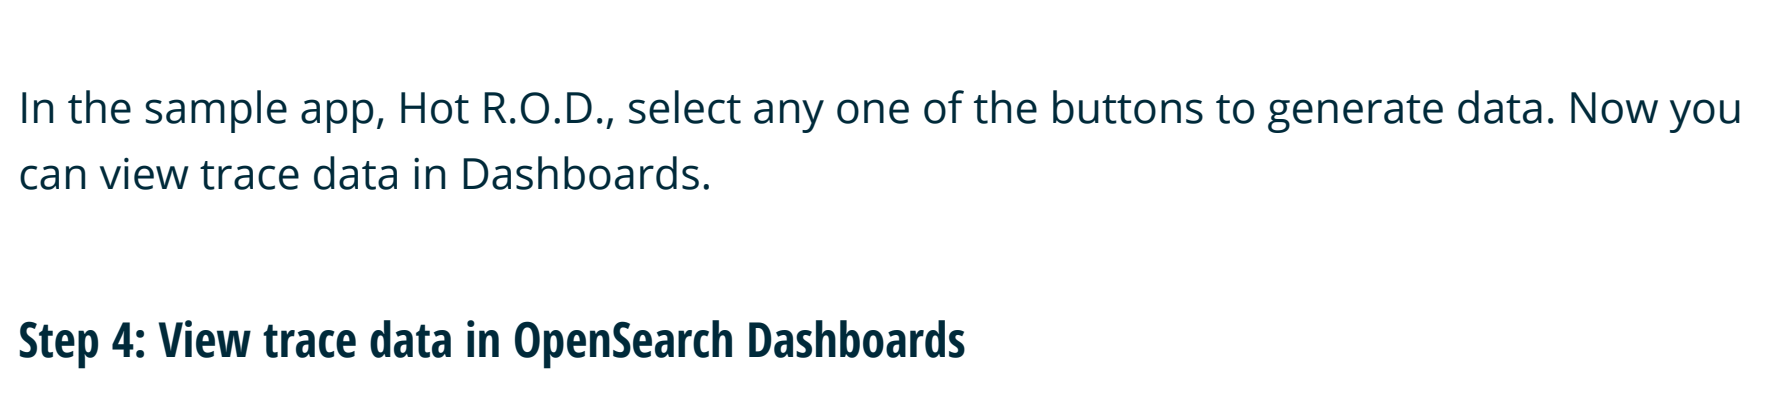 In the sample app, Hot R.O.D., select any one of the buttons to generate data. Now you
can view trace data in Dashboards.
Step 4: View trace data in OpenSearch Dashboards